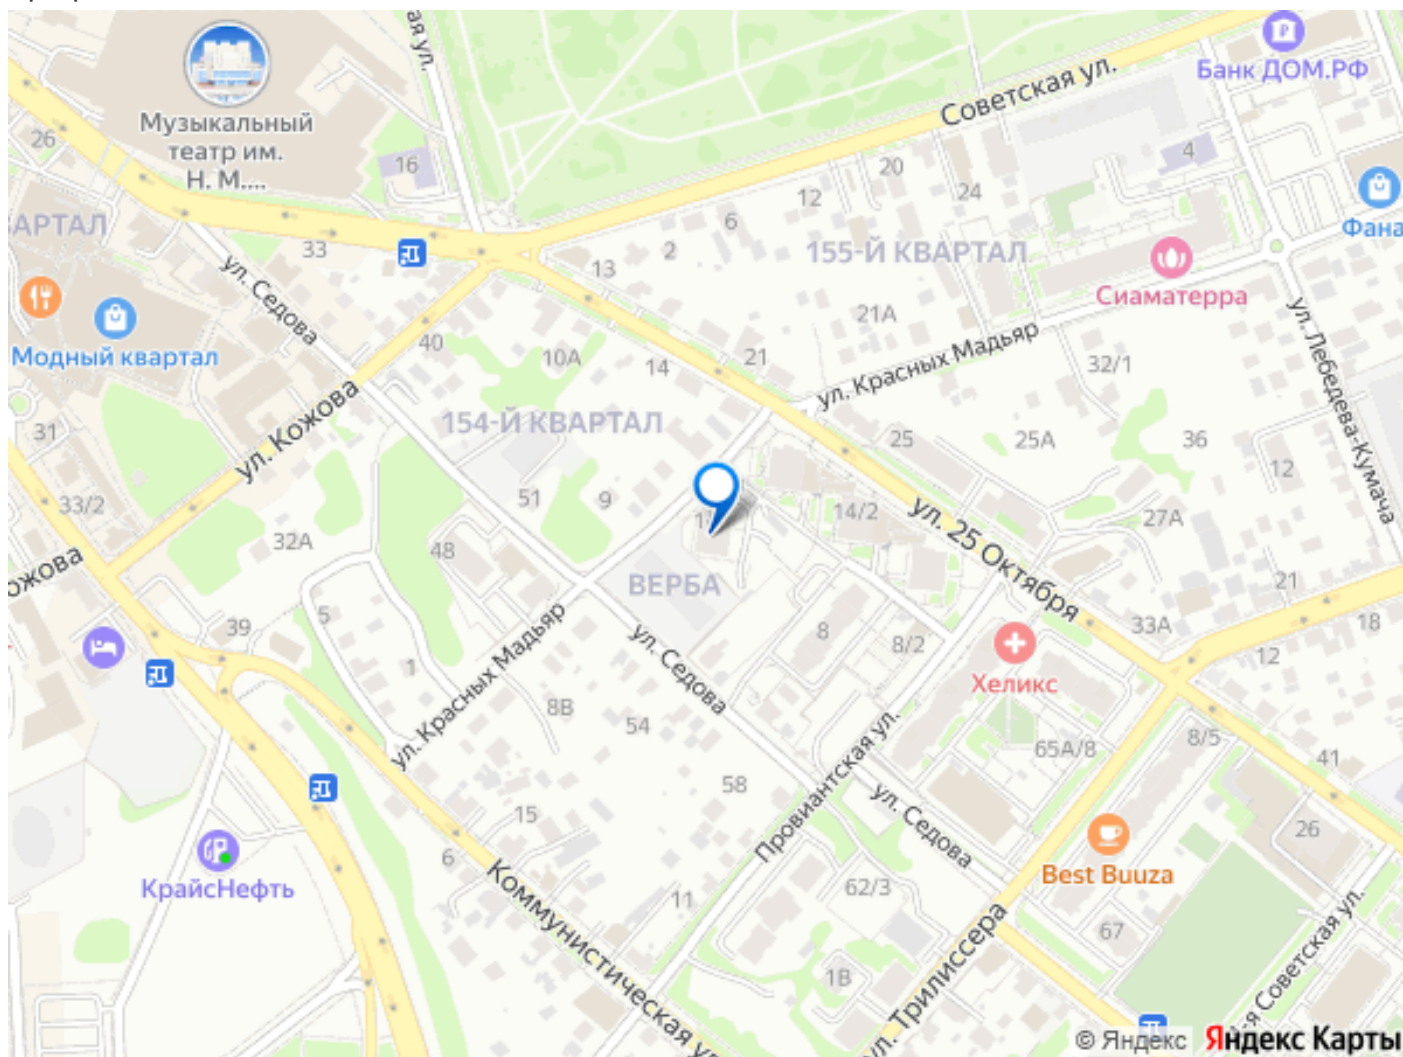 ая ул.
Банк ДОМ.РФ
Советская ул.
Музыкальный
театр им.
Н. М....
26
16
20
4
24
12
6
2
КВАРТАЛ
33
13
155-Й КВАРТАЛ
Фана
ул. Седова
Сиаматерра
21А
Модный квартал
40
10А
14
21
ул. Красных Мадьяр
32/1
ул. Лебедева-Кумача
ул. Кожова
154-Й КВАРТАЛ
31
25
25А
36
12
33/2
51
9
14/2
27А
ул. 25 Октября
32А
48
ожова
ВЕРБА
21
5
39
8
8/2
33А
18
12
1
ул. Красных Мадьяр
ул. Седова
Хеликс
8В
54
65А/8
8/5
41
Провиантская ул.
58
15
ул. Седова
26
6
КрайсНефть
Best Buuza
Коммунистическая ул.
11
62/3
67
1В
ул. Трилиссера
-я Советская ул.
© Яндекс Яндекс Карты